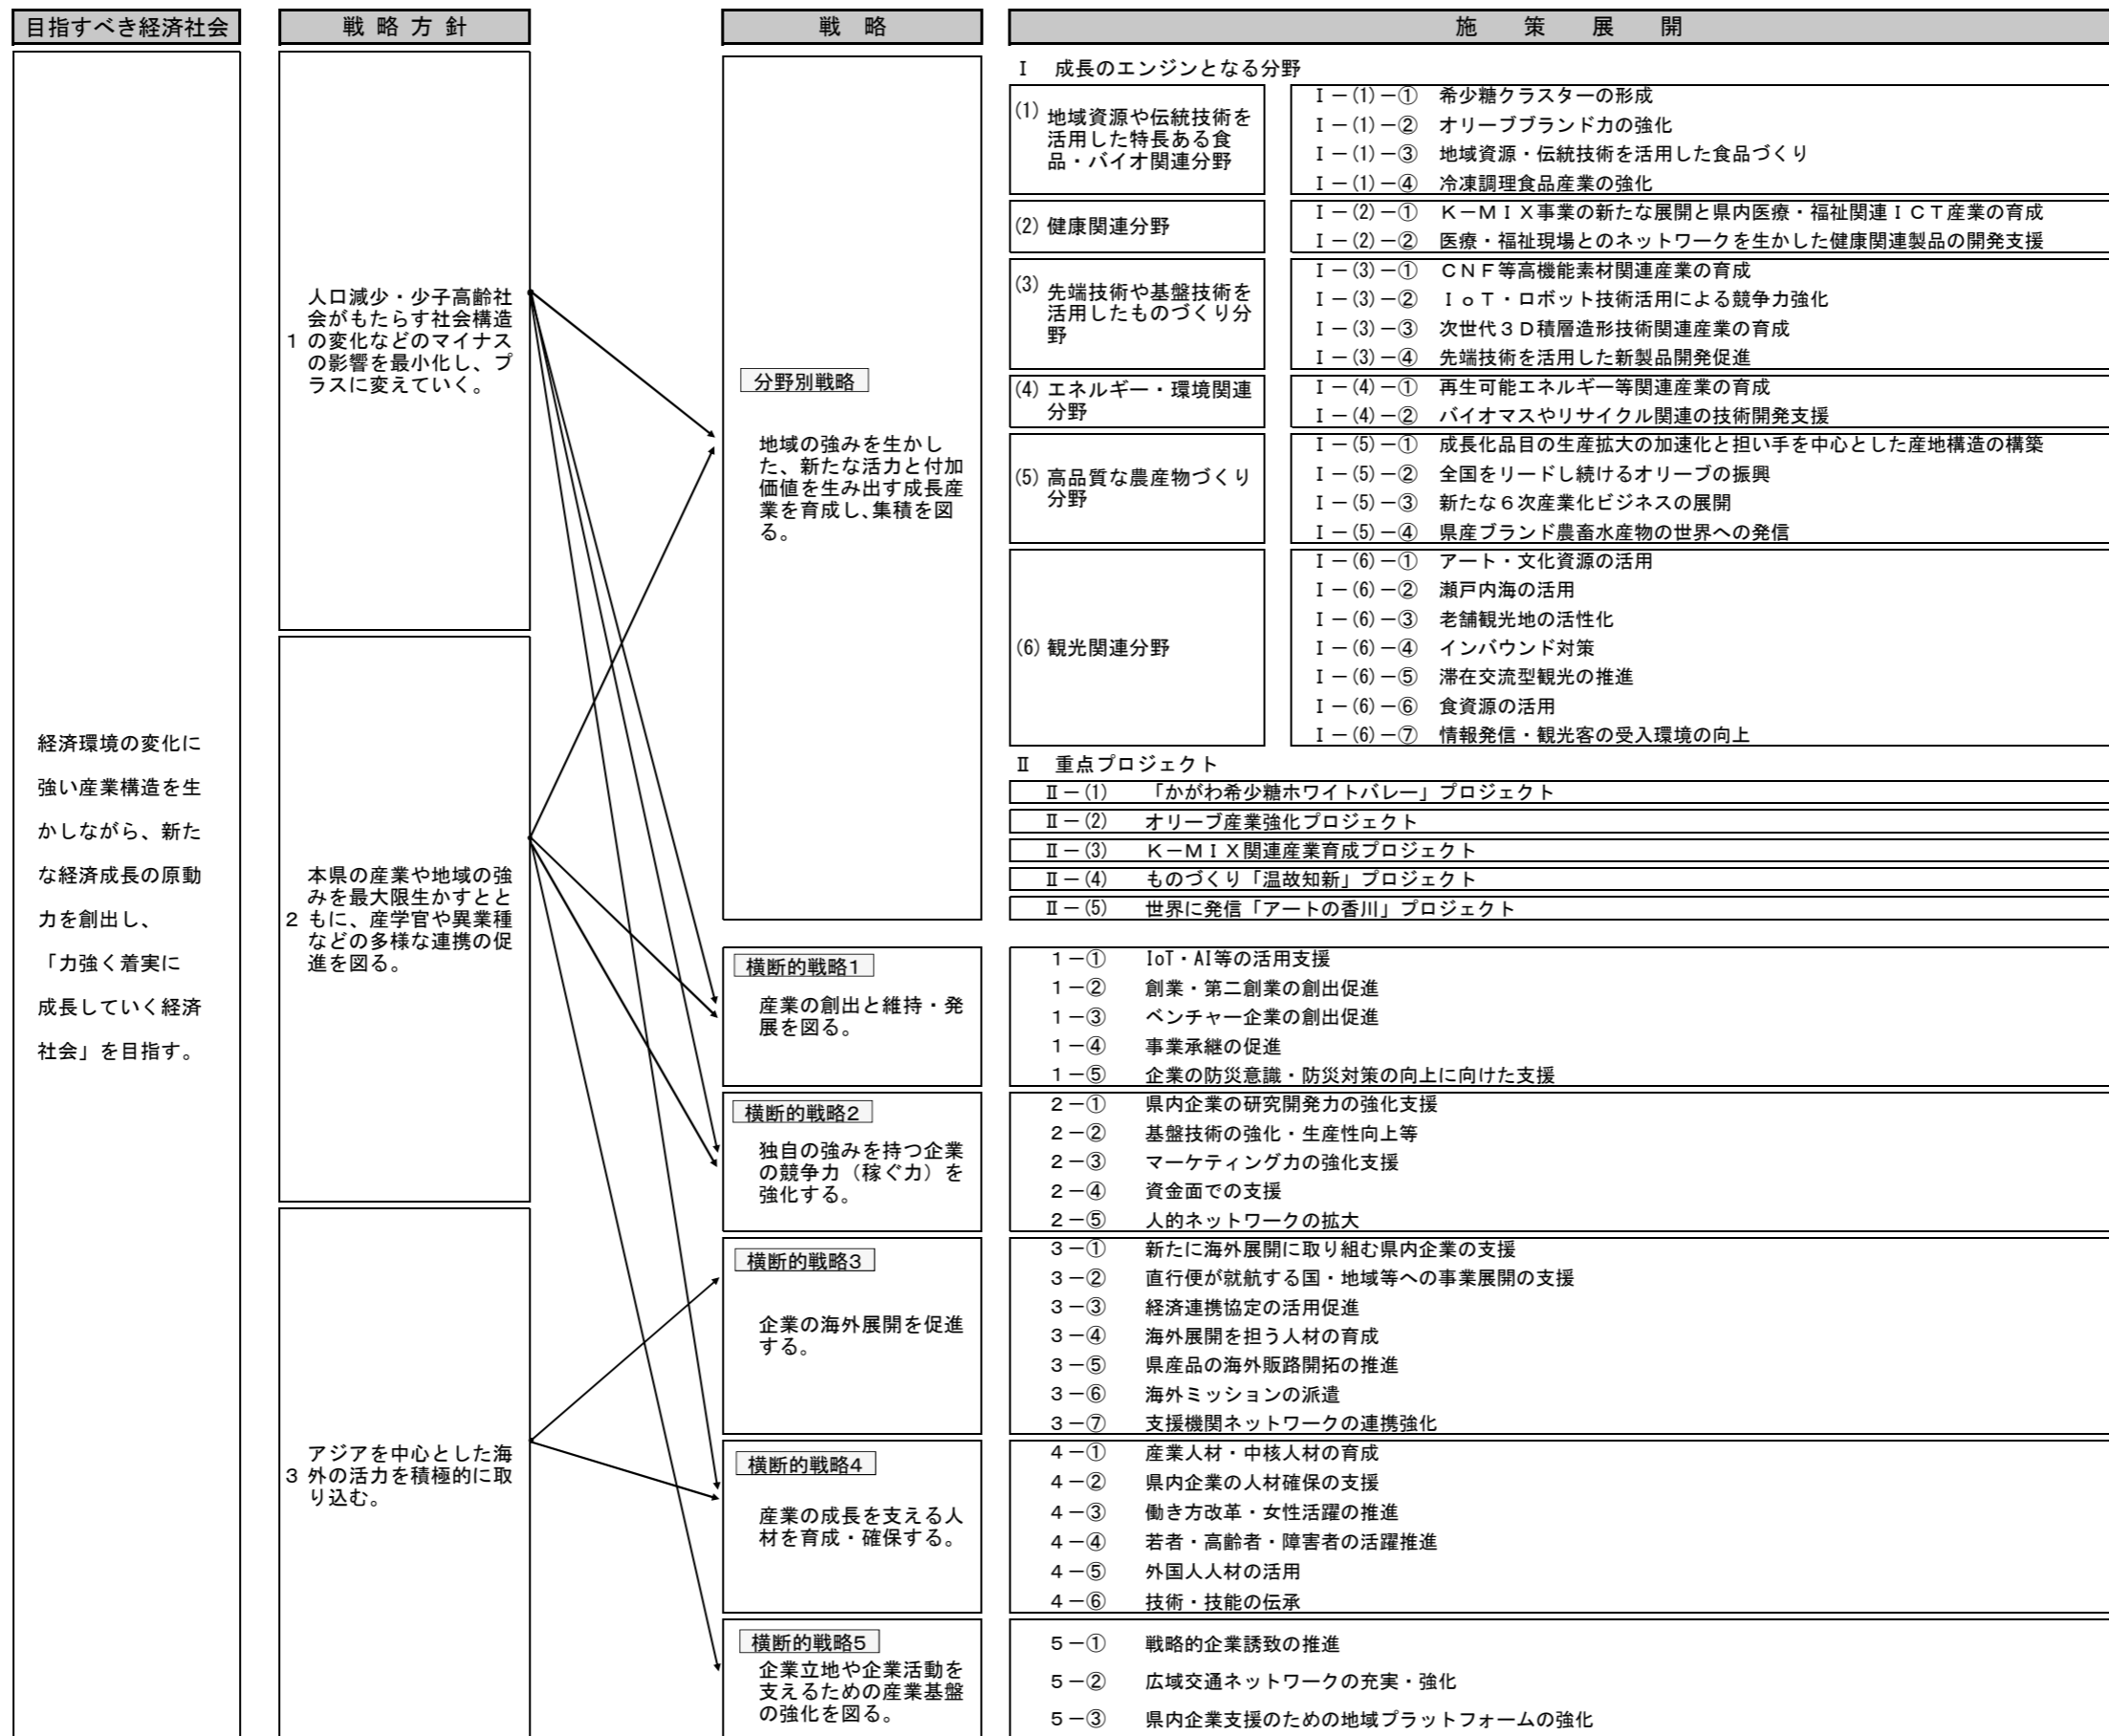 目指すべき経済社会
戦略方針
戦　略
施　策　展　開
経済環境の変化に
強い産業構造を生
かしながら、新た
な経済成長の原動
力を創出し、
「力強く着実に
成長していく経済
社会」を目指す。
人口減少・少子高齢社
会がもたらす社会構造
1 の変化などのマイナス
の影響を最小化し、プ
ラスに変えていく。
本県の産業や地域の強
みを最大限生かすとと
2 もに、産学官や異業種
などの多様な連携の促
進を図る。
アジアを中心とした海
3 外の活力を積極的に取
り込む。
分野別戦略
地域の強みを生かし
た、新たな活力と付加
価値を生み出す成長産
業を育成し、集積を図
る。
横断的戦略1
産業の創出と維持・発
展を図る。
横断的戦略2
独自の強みを持つ企業
の競争力（稼ぐ力）を
強化する。
横断的戦略3
企業の海外展開を促進
する。
横断的戦略4
産業の成長を支える人
材を育成・確保する。
横断的戦略5
企業立地や企業活動を
支えるための産業基盤
の強化を図る。
Ⅰ　成長のエンジンとなる分野
(1) 地域資源や伝統技術を
活用した特長ある食
品・バイオ関連分野
Ⅰ－(1)－①　希少糖クラスターの形成
Ⅰ－(1)－②　オリーブブランド力の強化
Ⅰ－(1)－③　地域資源・伝統技術を活用した食品づくり
Ⅰ－(1)－④　冷凍調理食品産業の強化
(2) 健康関連分野
Ⅰ－(2)－①　Ｋ－ＭＩＸ事業の新たな展開と県内医療・福祉関連ＩＣＴ産業の育成
Ⅰ－(2)－②　医療・福祉現場とのネットワークを生かした健康関連製品の開発支援
(3) 先端技術や基盤技術を
活用したものづくり分
野
Ⅰ－(3)－①　ＣＮＦ等高機能素材関連産業の育成
Ⅰ－(3)－②　ＩｏＴ・ロボット技術活用による競争力強化
Ⅰ－(3)－③　次世代３Ｄ積層造形技術関連産業の育成
Ⅰ－(3)－④　先端技術を活用した新製品開発促進
(4) エネルギー・環境関連
分野
Ⅰ－(4)－①　再生可能エネルギー等関連産業の育成
Ⅰ－(4)－②　バイオマスやリサイクル関連の技術開発支援
(5) 高品質な農産物づくり
分野
Ⅰ－(5)－①　成長化品目の生産拡大の加速化と担い手を中心とした産地構造の構築
Ⅰ－(5)－②　全国をリードし続けるオリーブの振興
Ⅰ－(5)－③　新たな６次産業化ビジネスの展開
Ⅰ－(5)－④　県産ブランド農畜水産物の世界への発信
(6) 観光関連分野
Ⅰ－(6)－①　アート・文化資源の活用
Ⅰ－(6)－②　瀬戸内海の活用
Ⅰ－(6)－③　老舗観光地の活性化
Ⅰ－(6)－④　インバウンド対策
Ⅰ－(6)－⑤　滞在交流型観光の推進
Ⅰ－(6)－⑥　食資源の活用
Ⅰ－(6)－⑦　情報発信・観光客の受入環境の向上
Ⅱ　重点プロジェクト
Ⅱ－(1)　「かがわ希少糖ホワイトバレー」プロジェクト
Ⅱ－(2)　オリーブ産業強化プロジェクト
Ⅱ－(3)　Ｋ－ＭＩＸ関連産業育成プロジェクト
Ⅱ－(4)　ものづくり「温故知新」プロジェクト
Ⅱ－(5)　世界に発信「アートの香川」プロジェクト
１－①　IoT・AI等の活用支援
１－②　創業・第二創業の創出促進
１－③　ベンチャー企業の創出促進
１－④　事業承継の促進
１－⑤　企業の防災意識・防災対策の向上に向けた支援
２－①　県内企業の研究開発力の強化支援
２－②　基盤技術の強化・生産性向上等
２－③　マーケティング力の強化支援
２－④　資金面での支援
２－⑤　人的ネットワークの拡大
３－①　新たに海外展開に取り組む県内企業の支援
３－②　直行便が就航する国・地域等への事業展開の支援
３－③　経済連携協定の活用促進
３－④　海外展開を担う人材の育成
３－⑤　県産品の海外販路開拓の推進
３－⑥　海外ミッションの派遣
３－⑦　支援機関ネットワークの連携強化
４－①　産業人材・中核人材の育成
４－②　県内企業の人材確保の支援
４－③　働き方改革・女性活躍の推進
４－④　若者・高齢者・障害者の活躍推進
４－⑤　外国人人材の活用
４－⑥　技術・技能の伝承
５－①　戦略的企業誘致の推進
５－②　広域交通ネットワークの充実・強化
５－③　県内企業支援のための地域プラットフォームの強化